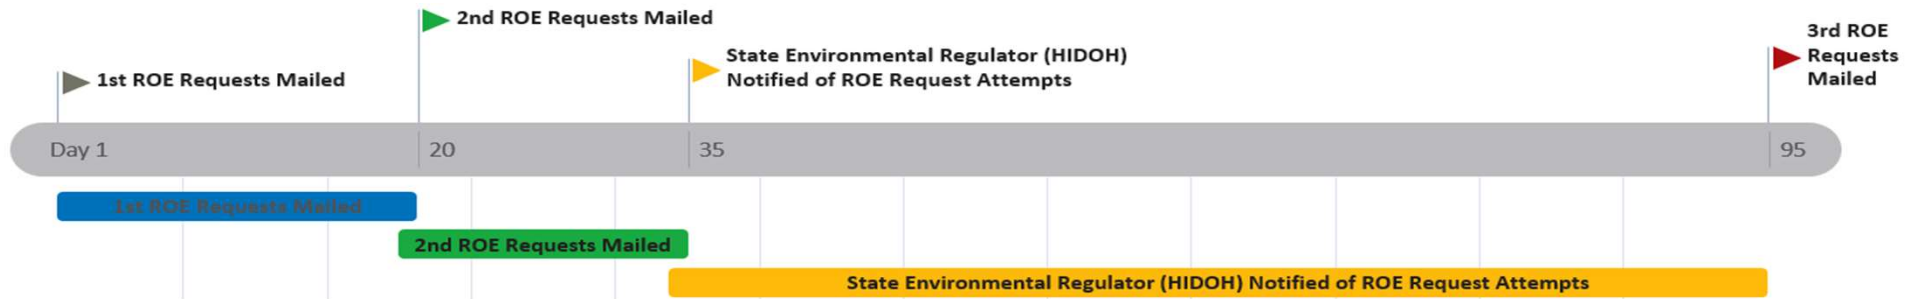 2nd ROE Requests Mailed
1st ROE Requests Mailed
State Environmental Regulator (HIDOH)
Notified of ROE Request Attempts
3rd ROE
Requests
Mailed
Day 1
20
35
95
1st ROE Requests Mailed
2nd ROE Requests Mailed
State Environmental Regulator (HIDOH) Notified of ROE Request Attempts